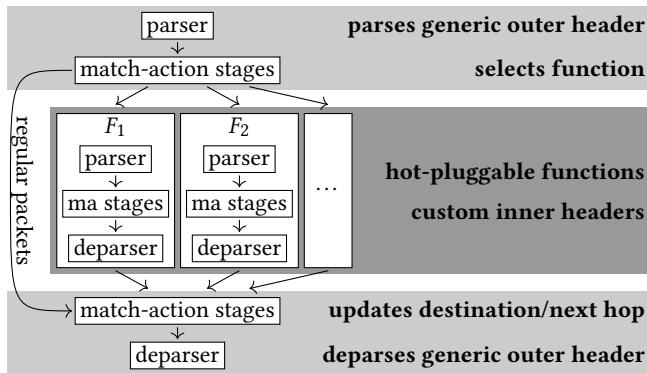 parser
parses generic outer header
match-action stages
selects function
regular packets
F1
F2
parser
parser
...
hot-pluggable functions
ma stages
ma stages
custom inner headers
deparser
deparser
match-action stages
updates destination/next hop
deparser
deparses generic outer header